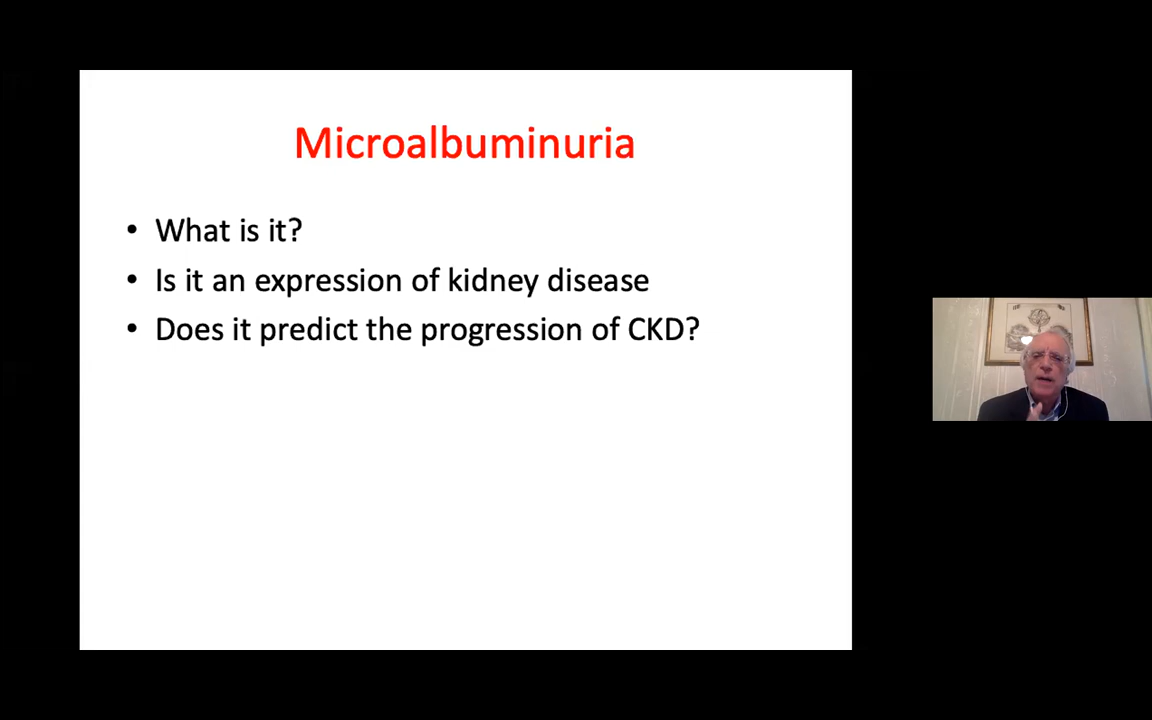 Microalbuminuria
• What is it?
• Is it an expression of kidney disease
• Does it predict the progression of CKD?